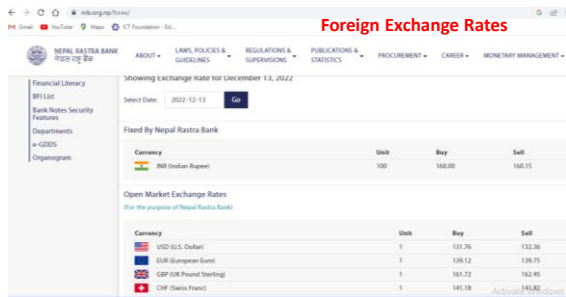 nrb.org.np/forex/
Gmail YouTube Maps ICT Foundation - Ed...
Foreign Exchange Rates
NEPAL RASTRA BANK
नेपाल राष्ट्र बैंक
ABOUT LAWS, POLICIES & GUIDELINES REGULATIONS & SUPERVISIONS PUBLICATIONS & STATISTICS PROCUREMENT CAREER MONETARY MANAGEMENT
Financial Literacy
BFI List
Bank Notes Security Features
Departments
e-GDDS
Organogram
Showing Exchange Rate for December 13, 2022
Select Date: 2022-12-13 Go
Fixed By Nepal Rastra Bank
Currency Unit Buy Sell
INR (Indian Rupee) 100 160.00 160.15
Open Market Exchange Rates
(For the purpose of Nepal Rastra Bank)
Currency Unit Buy Sell
USD (U.S. Dollar) 1 131.76 132.36
EUR (European Euro) 1 139.12 139.75
GBP (UK Pound Sterling) 1 161.72 162.45
CHF (Swiss Franc) 1 141.18 141.82
Activate Windows